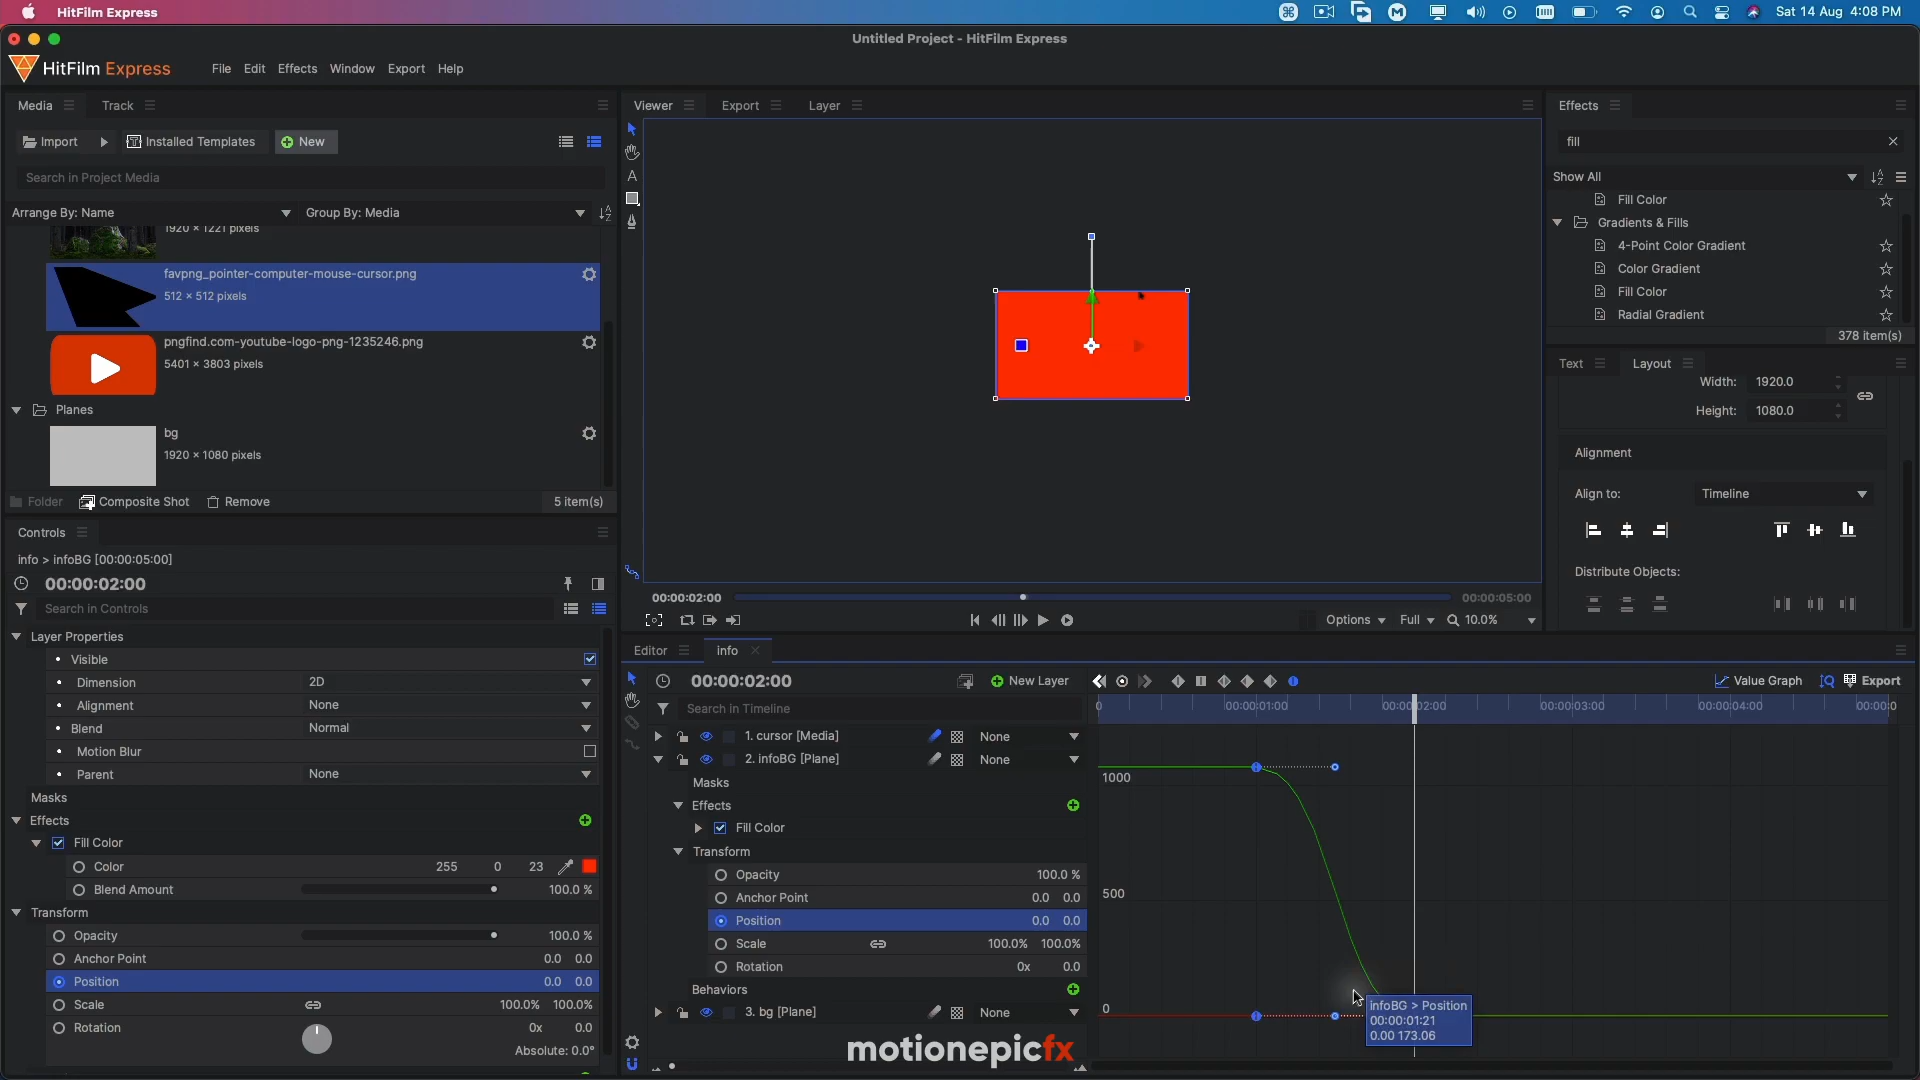 HitFilm Express
Sat 14 Aug 4:08 PM
Untitled Project - HitFilm Express
HitFilm Express
File Edit Effects Window Export Help
Media Track
Import Installed Templates New
Search in Project Media
Arrange By: Name Group By: Media
1920 × 1221 pixels
favpng_pointer-computer-mouse-cursor.png
512 × 512 pixels
pngfind.com-youtube-logo-png-1235246.png
5401 × 3803 pixels
Planes
bg
1920 × 1080 pixels
Folder Composite Shot Remove 5 item(s)
Controls
info > infoBG [00:00:05:00]
00:00:02:00
Search in Controls
Layer Properties
Visible
Dimension 2D
Alignment None
Blend Normal
Motion Blur
Parent None
Masks
Effects
Fill Color
Color 255 0 23
Blend Amount 100.0 %
Transform
Opacity 100.0 %
Anchor Point 0.0 0.0
Position 0.0 0.0
Scale 100.0% 100.0%
Rotation 0x 0.0
Absolute: 0.0°
Viewer Export Layer
00:00:02:00 00:00:05:00
Options Full 10.0%
Effects
fill
Show All
Fill Color
Gradients & Fills
4-Point Color Gradient
Color Gradient
Fill Color
Radial Gradient
378 item(s)
Text Layout
Width: 1920.0
Height: 1080.0
Alignment
Align to: Timeline
Distribute Objects:
Editor info
00:00:02:00 New Layer
Value Graph Export
Search in Timeline
0 00:00:01:00 00:00:02:00 00:00:03:00 00:00:04:00 00:00:0
1. cursor [Media] None
2. infoBG [Plane] None
Masks
Effects
Fill Color
Transform
Opacity 100.0 %
Anchor Point 0.0 0.0
Position 0.0 0.0
Scale 100.0% 100.0%
Rotation 0x 0.0
Behaviors
3. bg [Plane] None
1000
500
0
infoBG > Position
00:00:01:21
0.00 173.06
motionepicfx